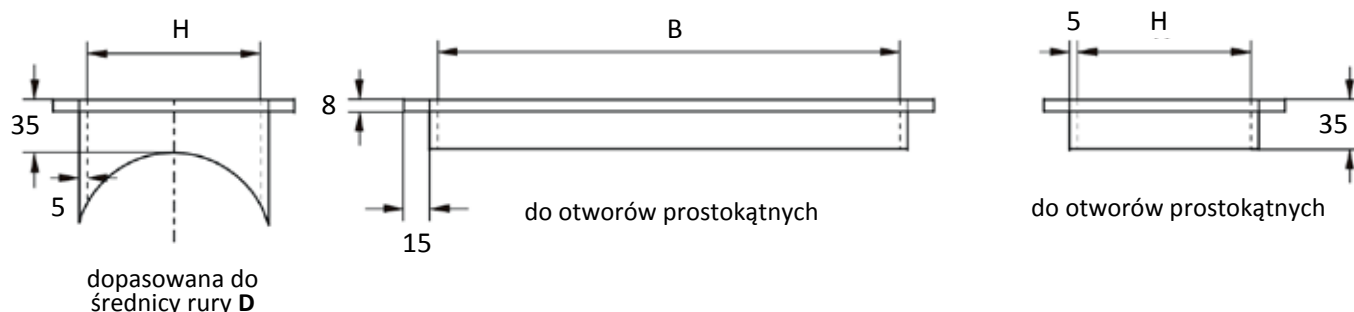 H
35
5
dopasowana do
średnicy rury D
B
8
15
do otworów prostokątnych
5
H
35
do otworów prostokątnych